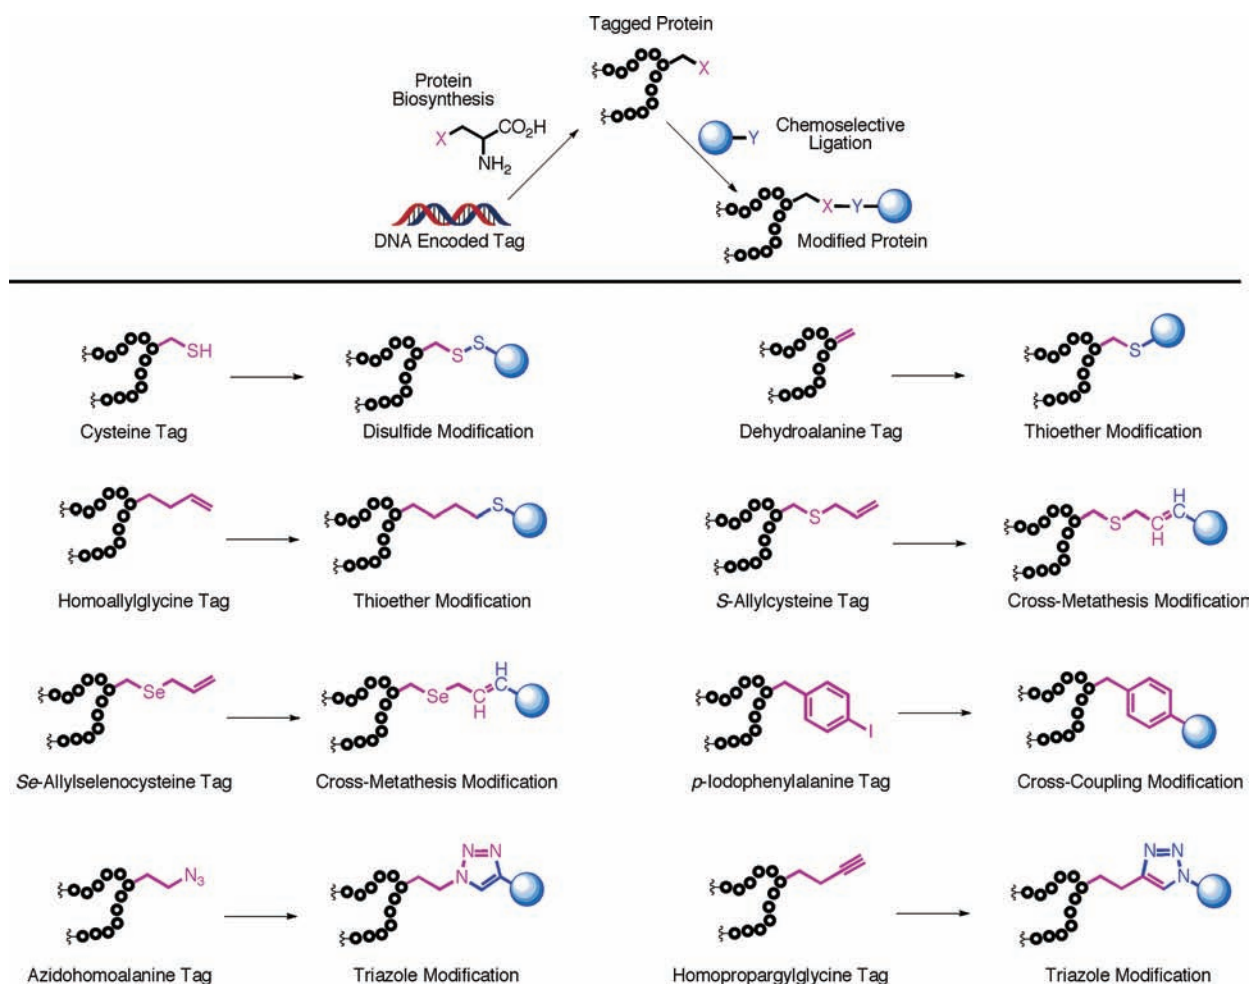 Tagged Protein
X
Protein
Biosynthesis
X
CO2H
NH2
Y
Chemoselective
Ligation
DNA Encoded Tag
X
Y
Modified Protein
SH
S
S
S
Cysteine Tag
Disulfide Modification
Dehydroalanine Tag
Thioether Modification
S
S
S
H
H
Homoallylglycine Tag
Thioether Modification
S-Allylcysteine Tag
Cross-Metathesis Modification
Se
Se
H
H
I
Se-Allylselenocysteine Tag
Cross-Metathesis Modification
p-Iodophenylalanine Tag
Cross-Coupling Modification
N3
N
N
N
N
N
N
Azidohomoalanine Tag
Triazole Modification
Homopropargylglycine Tag
Triazole Modification